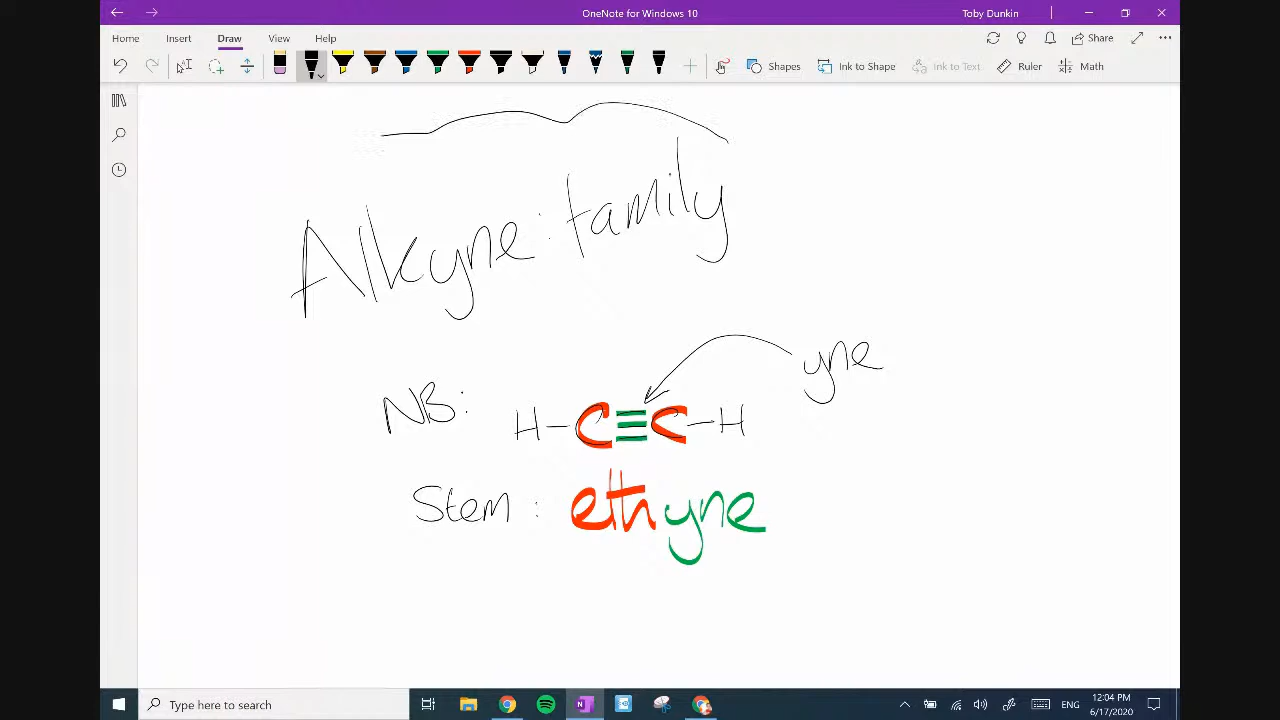 OneNote for Windows 10
Toby Dunkin
Home Insert Draw View Help
Share
Shapes Ink to Shape Ink to Text Ruler Math
Alkyne: family
yne
NB: H-C≡C-H
Stem : ethyne
Type here to search
ENG
12:04 PM
6/17/2020